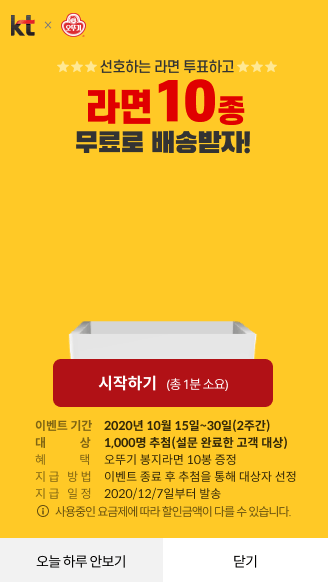 kt × 오뚜기
선호하는 라면 투표하고
라면10종
무료로 배송받자!
시작하기 (총 1분 소요)
이벤트 기간 2020년 10월 15일~30일(2주간)
대 상 1,000명 추첨(설문 완료한 고객 대상)
혜 택 오뚜기 봉지라면 10봉 증정
지급 방법 이벤트 종료 후 추첨을 통해 대상자 선정
지급 일정 2020/12/7일부터 발송
사용중인 요금제에 따라 할인금액이 다를 수 있습니다.
오늘 하루 안보기 닫기